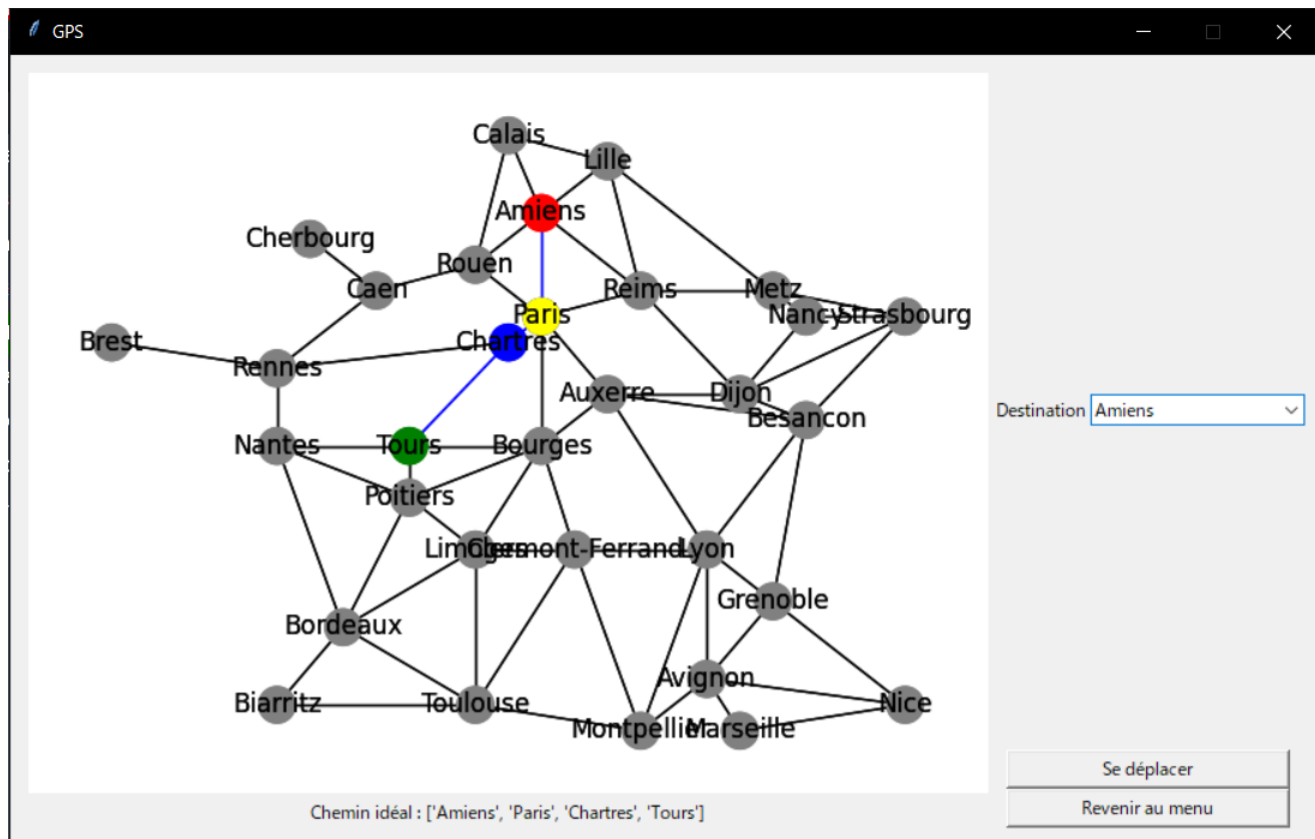 GPS
Calais
Lille
Amiens
Cherbourg
Rouen
Caen
Reims
Metz
Paris
Nancy
Strasbourg
Brest
Chartres
Rennes
Auxerre
Dijon
Destination
Amiens
Besancon
Nantes
Tours
Bourges
Poitiers
Limoges
Clermont-Ferrand
Lyon
Grenoble
Bordeaux
Avignon
Biarritz
Toulouse
Nice
Montpellier
Marseille
Se déplacer
Revenir au menu
Chemin idéal : ['Amiens', 'Paris', 'Chartres', 'Tours']